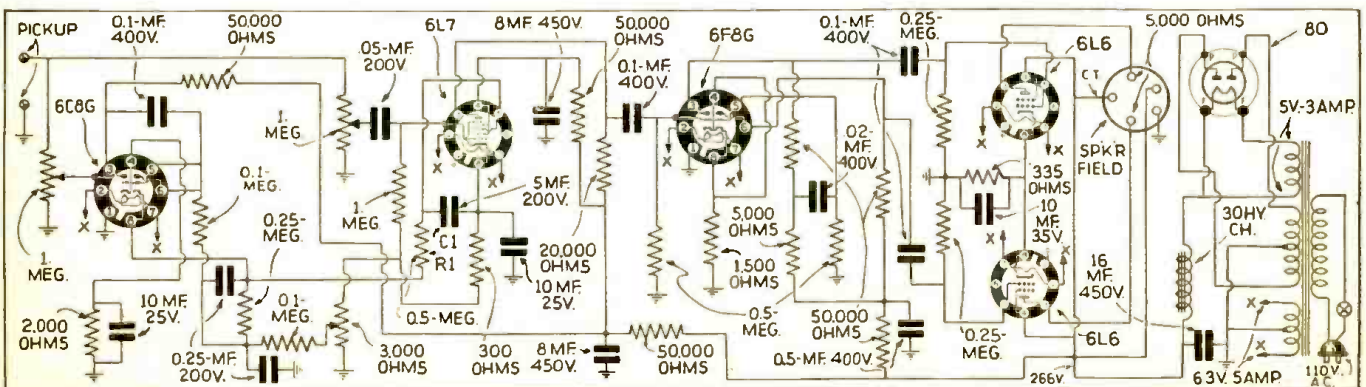 PICKUP
0.1-MF.
400V.
50,000
OHMS
6L7
8MF. 450V.
50,000
OHMS
0.1-MF.
400V.
0.25-
MEG.
5,000 OHMS
80
.05-MF.
200V.
6F8G
6L6
0.1-MF.
400V.
CT
5V.-3AMP.
6C8G
1.
MEG.
.02-
MF.
400V.
SPK'R
FIELD
335
OHMS
0.1-
MEG.
5 MF.
200V.
10
MF.
35V.
30HY.
CH.
0.25-
MEG.
1.
MEG.
C1
R1
5,000
OHMS
1.
MEG.
20,000
OHMS
10 MF.
25V.
1,500
OHMS
16
MF.
450V.
10 MF.
25V.
0.1-
MEG.
0.5-MEG.
0.5-
MEG.
50,000
OHMS
0.25-
MEG.
6L6
2,000
OHMS
0.25-MF.
200V.
3,000
OHMS
300
OHMS
8 MF.
450V.
50,000
OHMS
0.5-MF. 400V.
266V.
6.3V. 5AMP.
110V.
A.C.
X
X
X
X
X
X
X
X
X
X
X
X